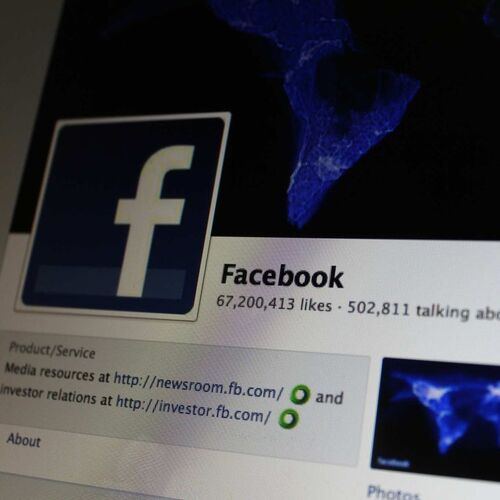 f
Facebook
67,200,413 likes · 502,811 talking abo
Product/Service
Media resources at http://newsroom.fb.com/ and
investor relations at http://investor.fb.com/
About
facebook
Photos